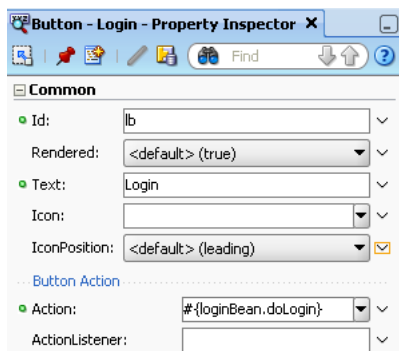 Button - Login - Property Inspector
Find
Common
Id: lb
Rendered: <default> (true)
Text: Login
Icon:
IconPosition: <default> (leading)
Button Action
Action: #{loginBean.doLogin}
ActionListener: